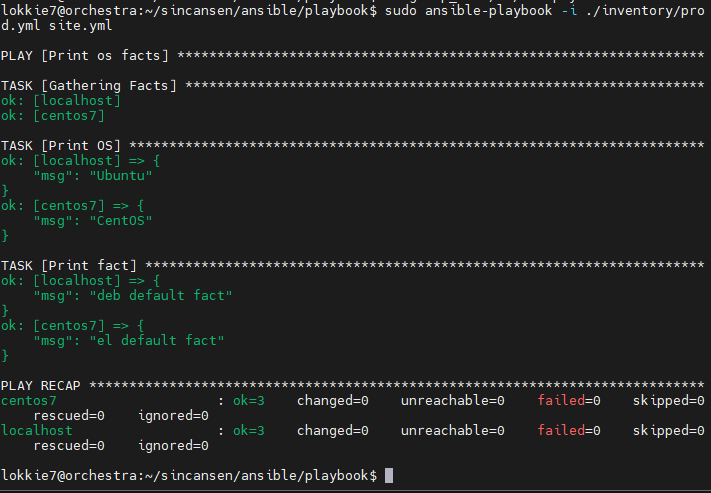 lokkie7@orchestra:~/sincansen/ansible/playbook$ sudo ansible-playbook -i ./inventory/pro
d.yml site.yml
PLAY [Print os facts] ******************************************************************
TASK [Gathering Facts] *****************************************************************
ok: [localhost]
ok: [centos7]
TASK [Print OS] ************************************************************************
ok: [localhost] => {
    "msg": "Ubuntu"
}
ok: [centos7] => {
    "msg": "CentOS"
}
TASK [Print fact] **********************************************************************
ok: [localhost] => {
    "msg": "deb default fact"
}
ok: [centos7] => {
    "msg": "el default fact"
}
PLAY RECAP *****************************************************************************
centos7                    : ok=3    changed=0    unreachable=0    failed=0    skipped=0
    rescued=0    ignored=0
localhost                  : ok=3    changed=0    unreachable=0    failed=0    skipped=0
    rescued=0    ignored=0
lokkie7@orchestra:~/sincansen/ansible/playbook$